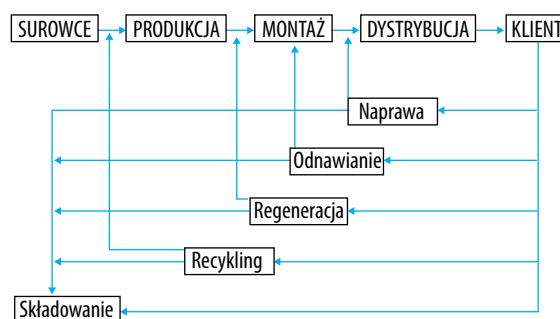 SUROWCE
PRODUKCJA
MONTAŻ
DYSTRYBUCJA
KLIENT
Naprawa
Odnawianie
Regeneracja
Recykling
Składowanie